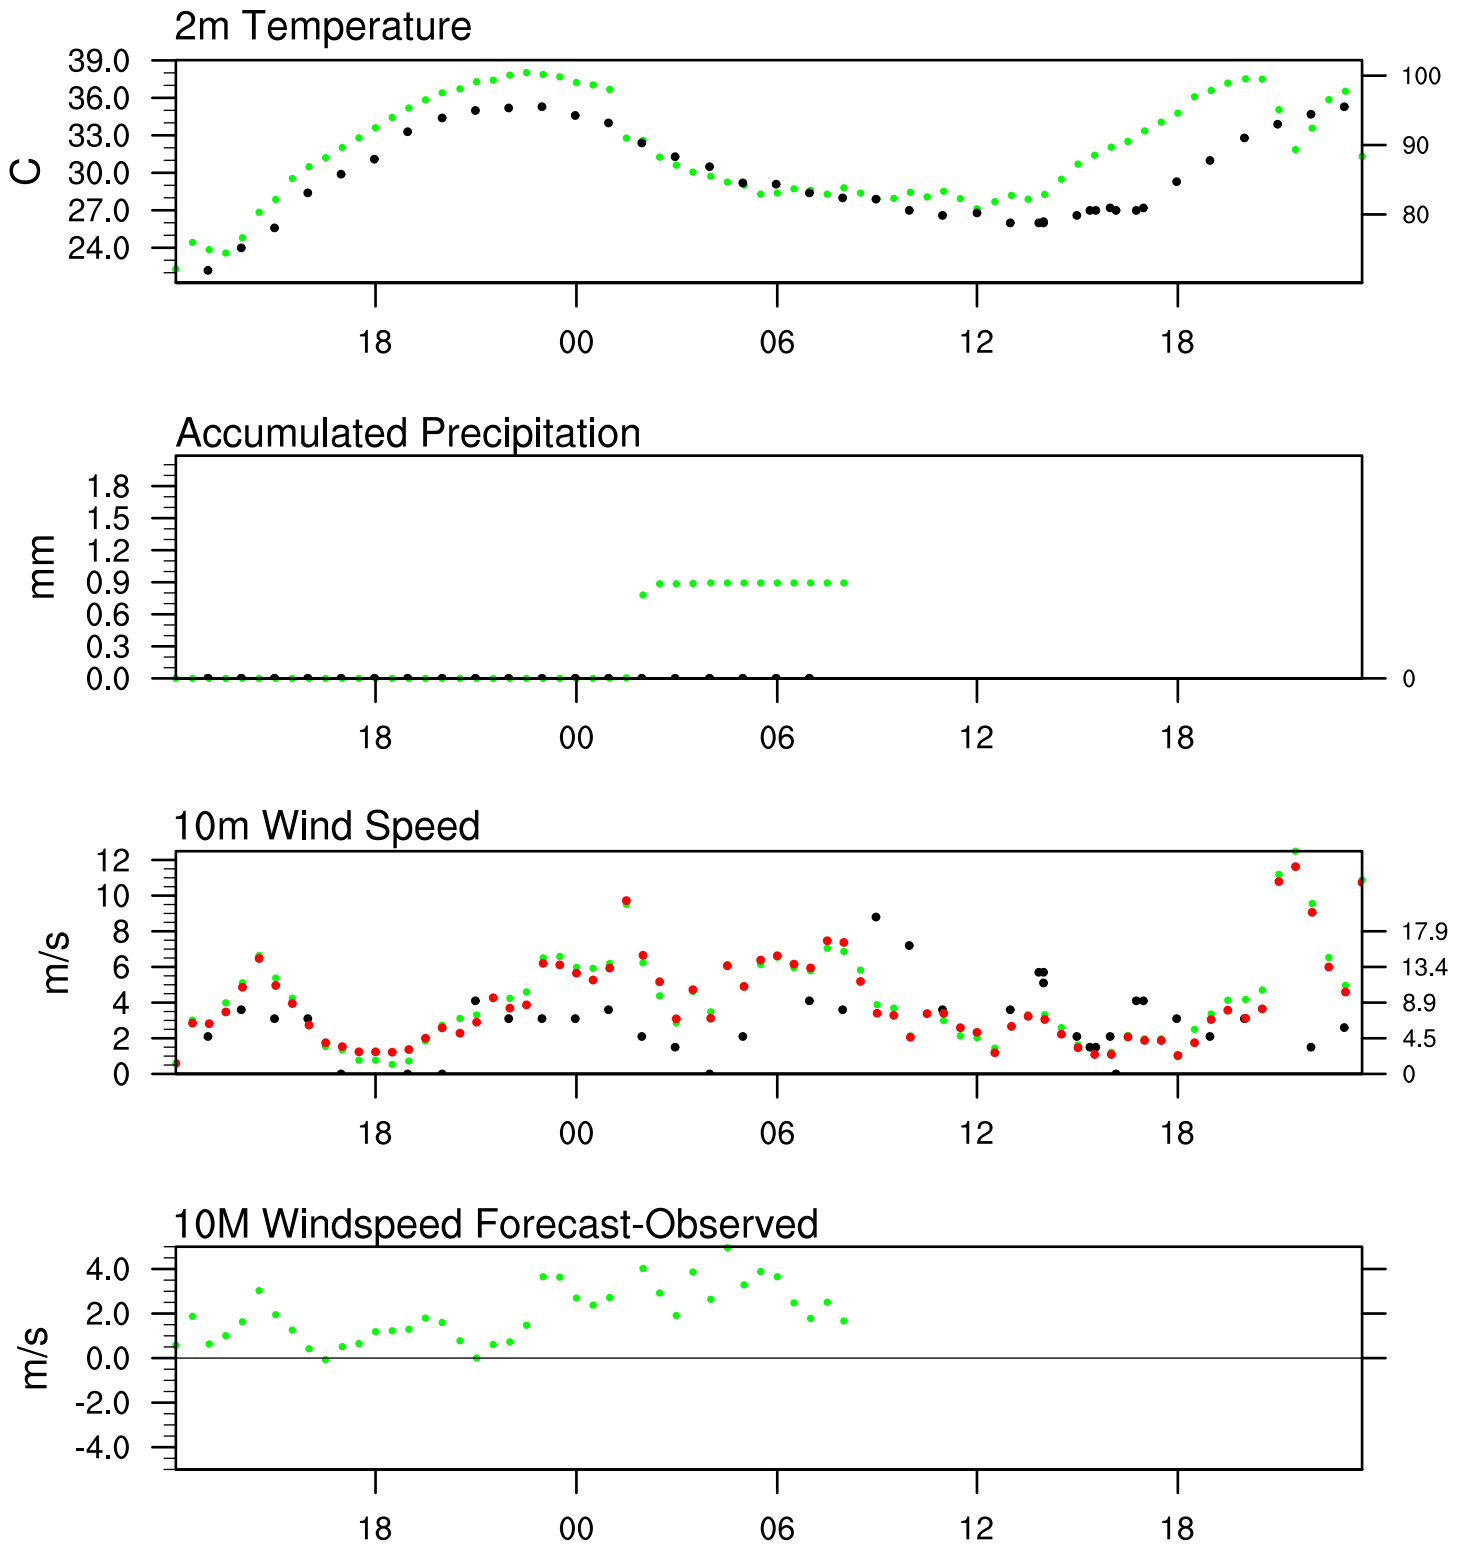 2m Temperature
39.0
36.0
33.0
30.0
27.0
24.0
C
100
90
80
18 00 06 12 18
Accumulated Precipitation
1.8
1.5
1.2
0.9
0.6
0.3
0.0
mm
0
18 00 06 12 18
10m Wind Speed
12
10
8
6
4
2
0
m/s
17.9
13.4
8.9
4.5
0
18 00 06 12 18
10M Windspeed Forecast-Observed
4.0
2.0
0.0
-2.0
-4.0
m/s
18 00 06 12 18